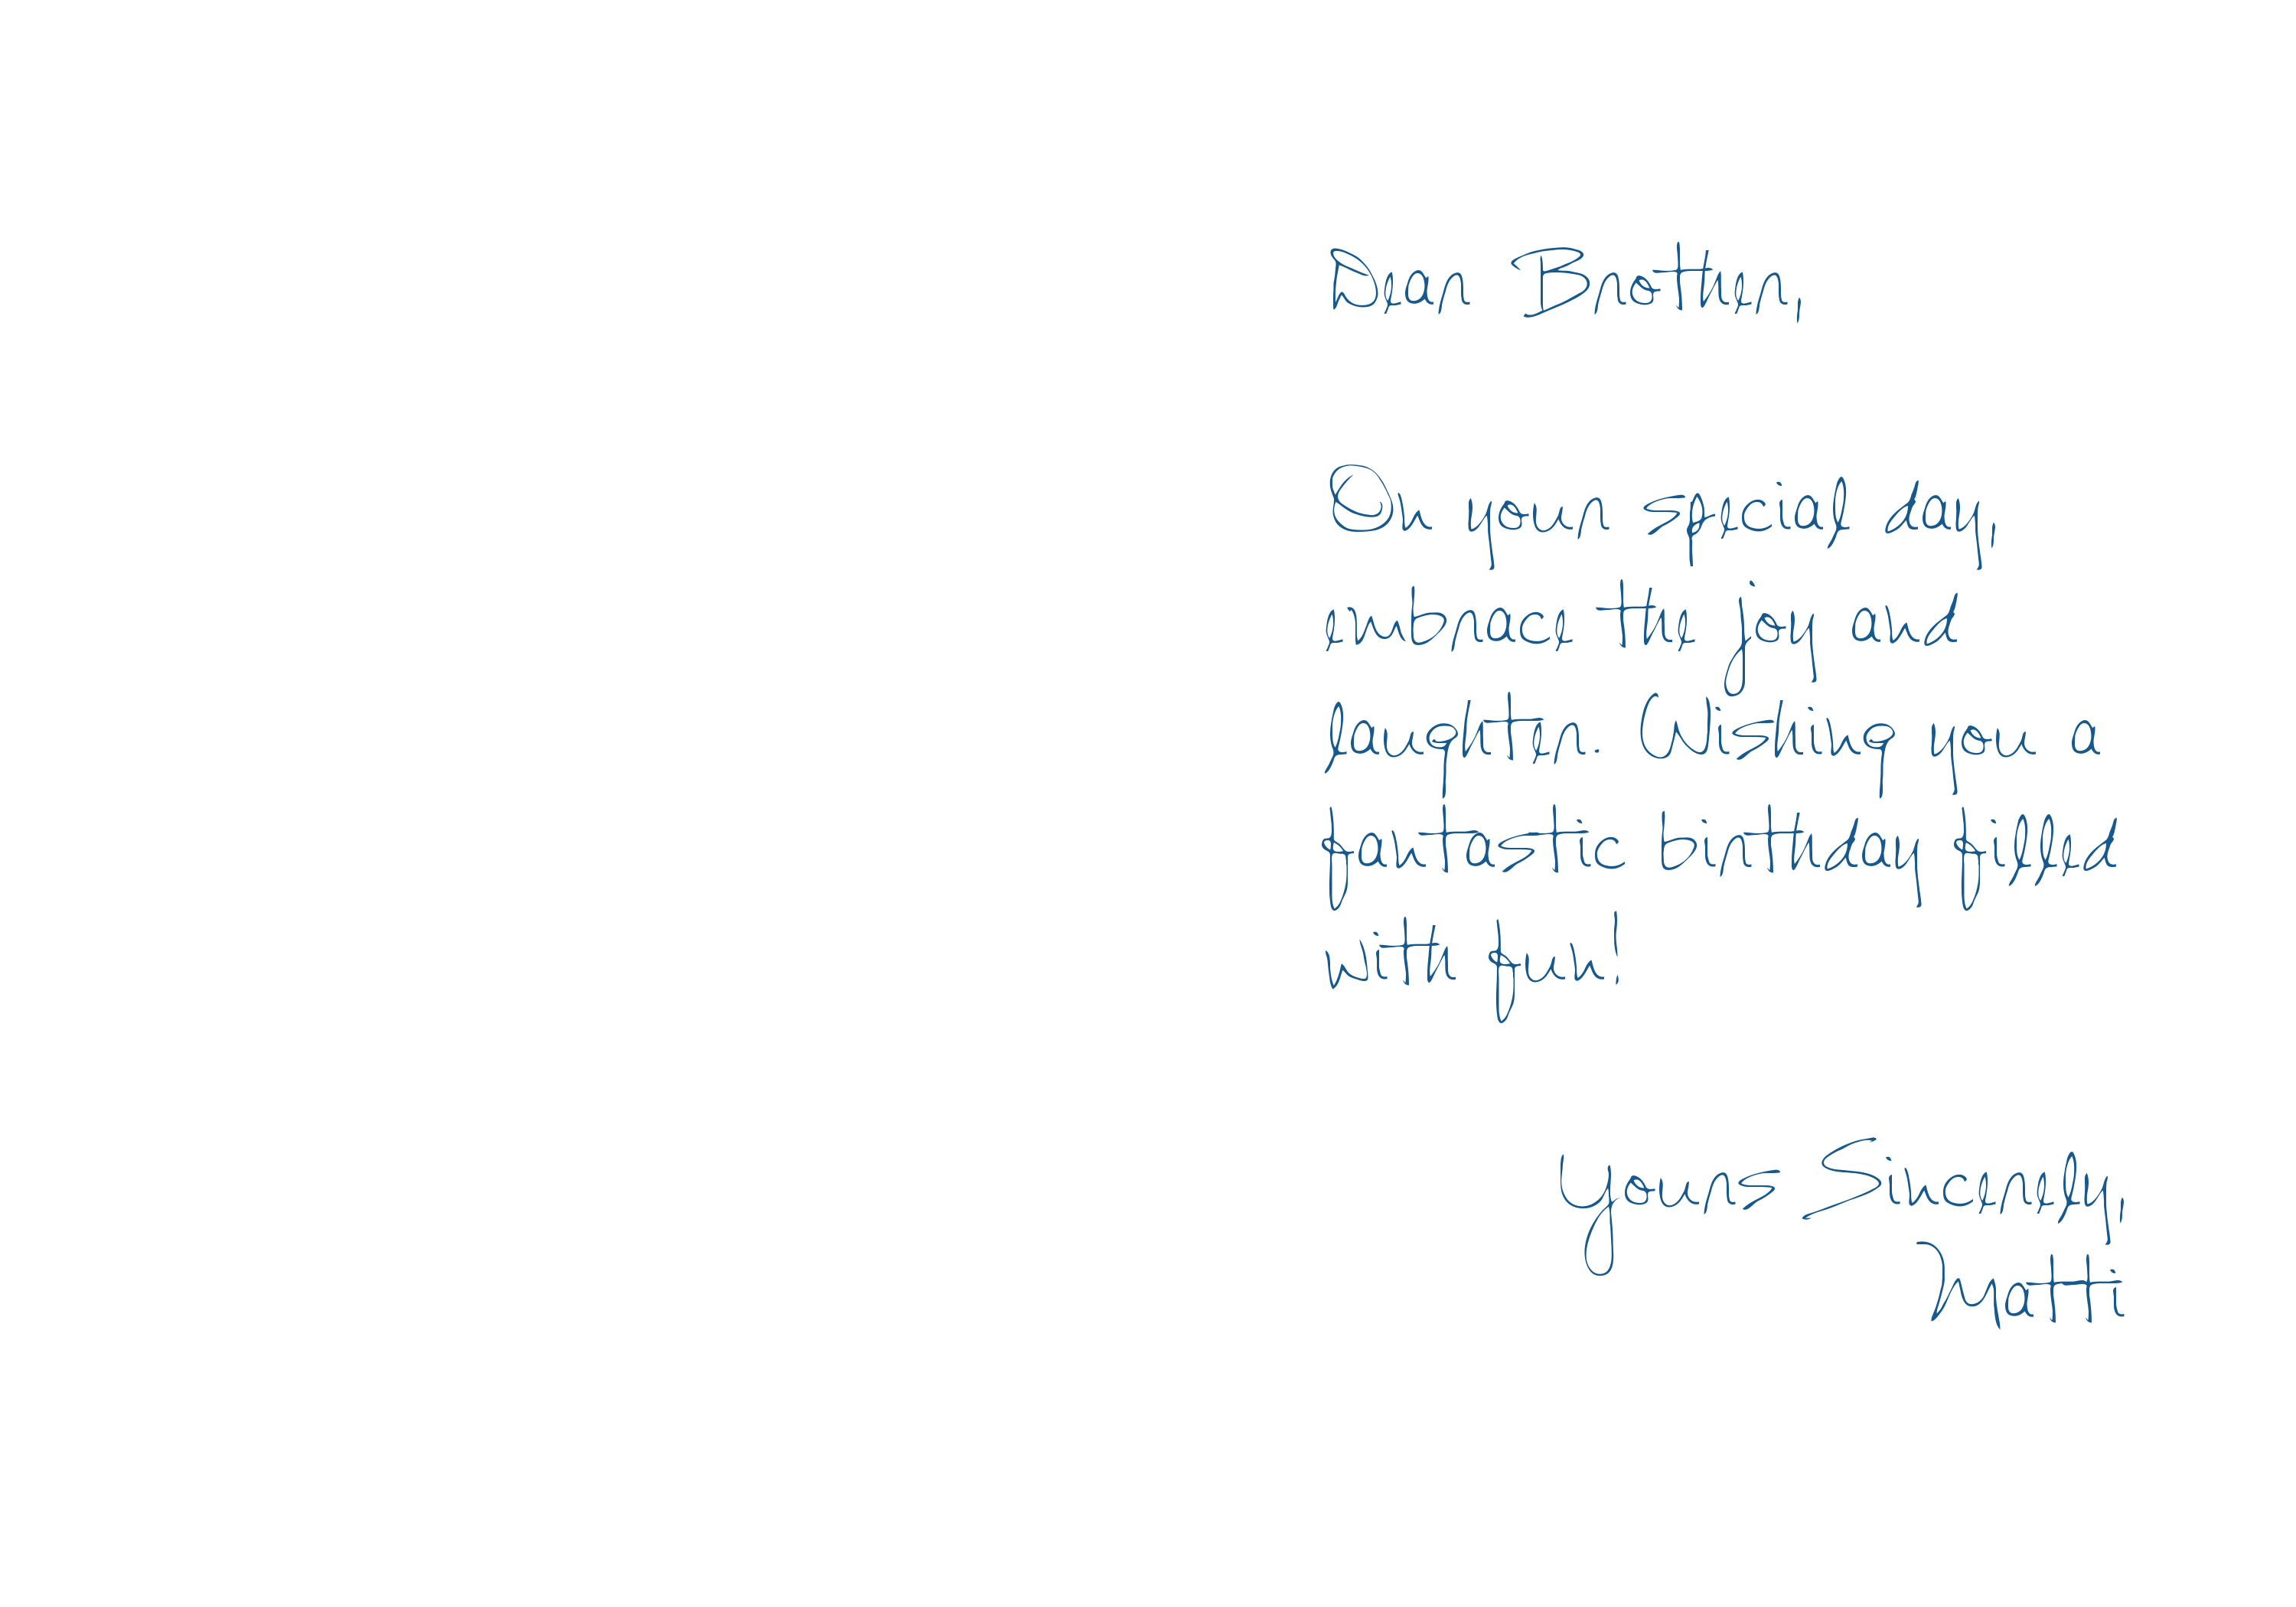 Dear Brother,
On your special day,
embrace the joy and
laughter. Wishing you a
fantastic birthday filled
with fun!
Yours Sincerely,
Matti